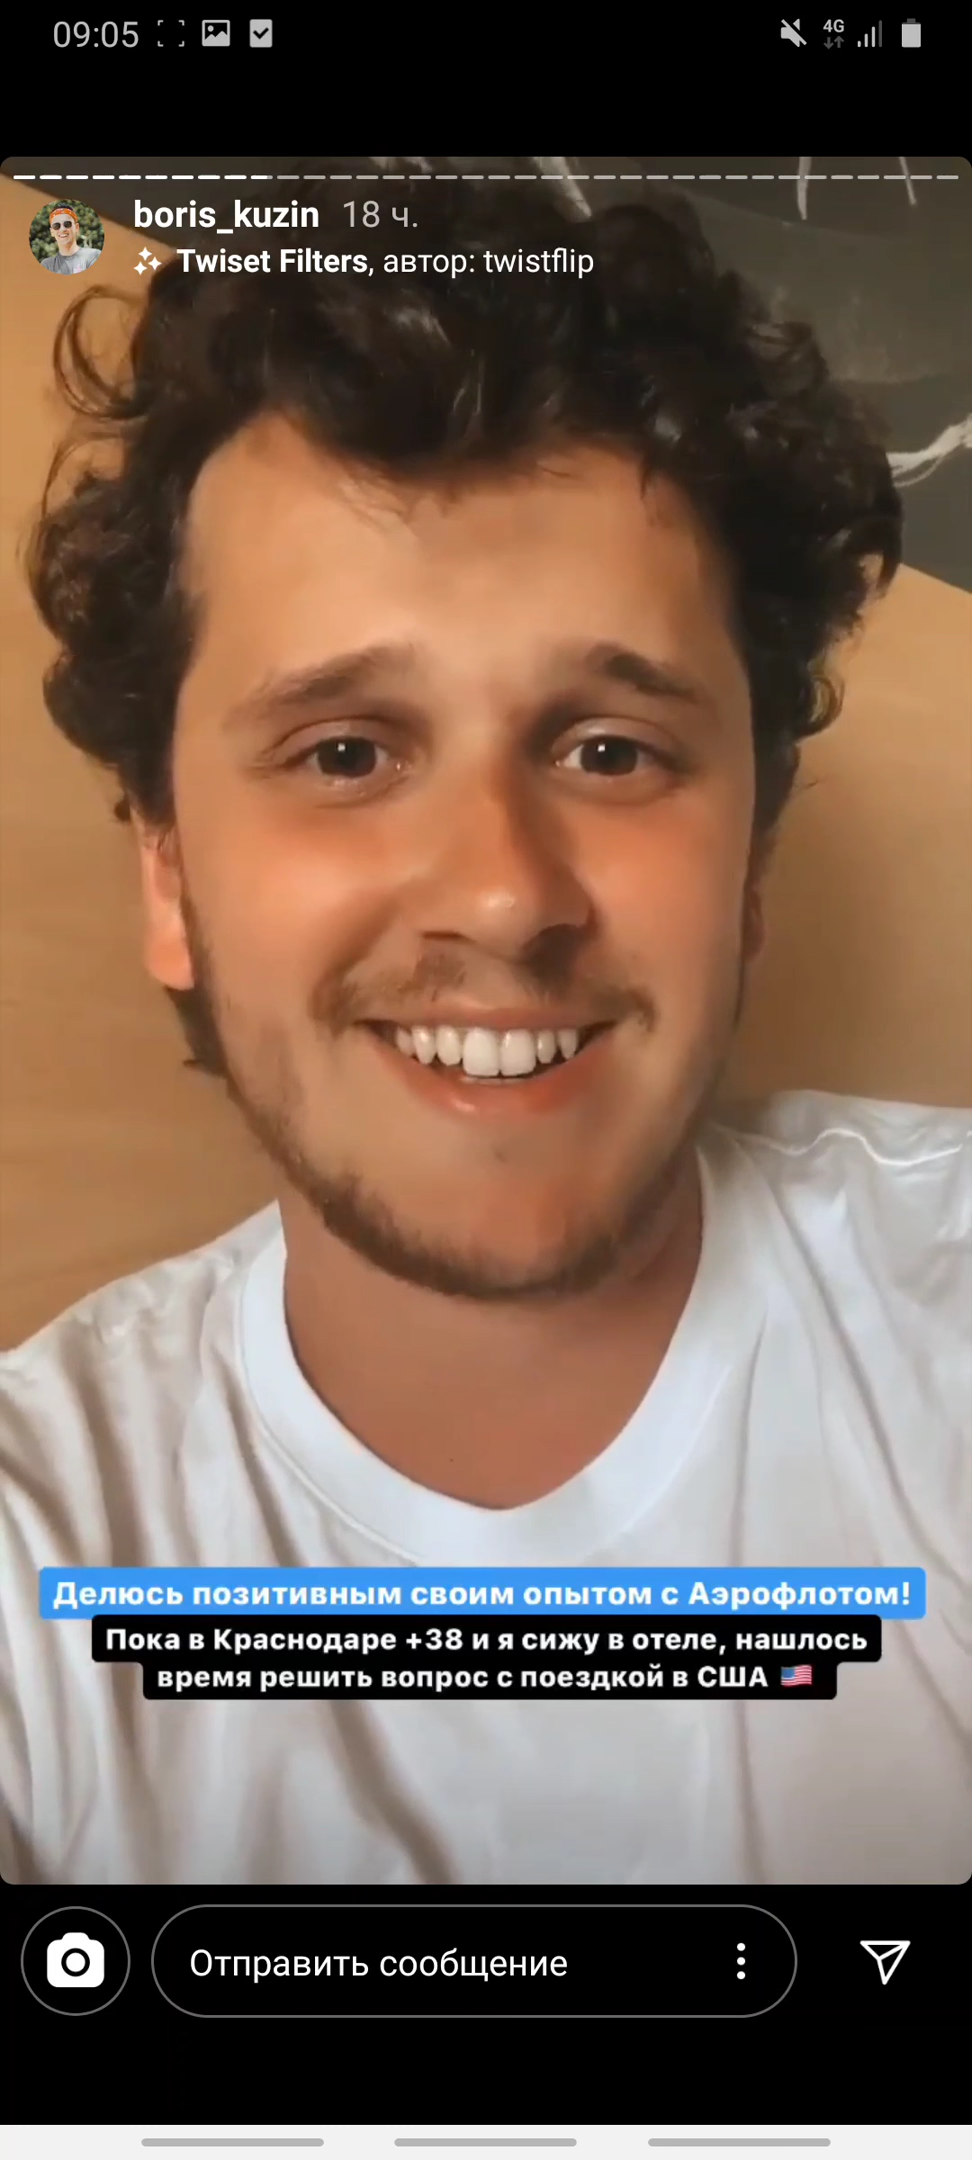 09:05
4G
boris_kuzin 18 ч.
Twiset Filters, автор: twistflip
Делюсь позитивным своим опытом с Аэрофлотом!
Пока в Краснодаре +38 и я сижу в отеле, нашлось
время решить вопрос с поездкой в США 🇺🇸
Отправить сообщение